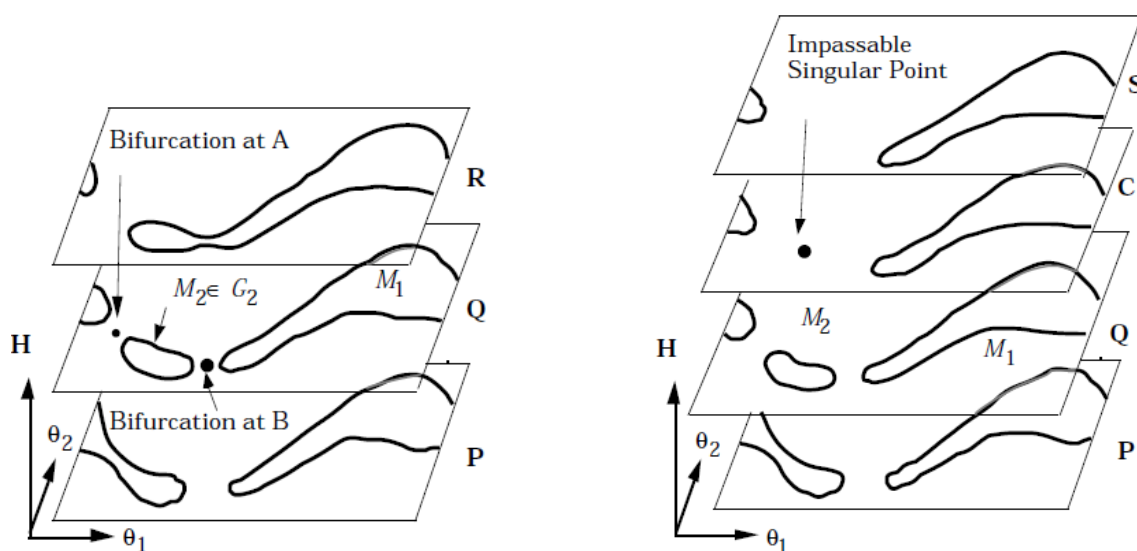 Bifurcation at A
R
M₂∈ G₂
M₁
Q
H
Bifurcation at B
θ₂
P
θ₁
Impassable
Singular Point
S
C
M₂
H
M₁
Q
θ₂
P
θ₁